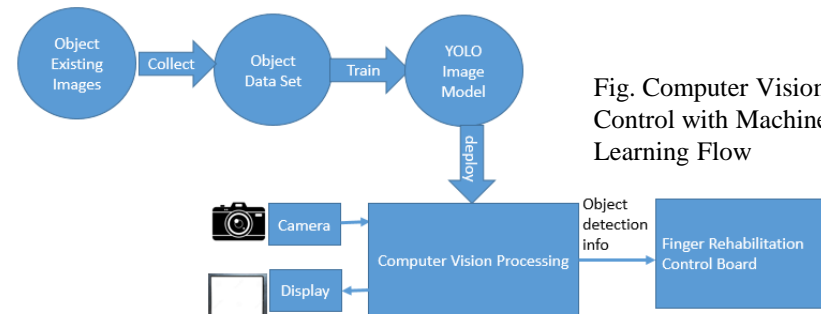 Object
Existing
Images
Collect
Object
Data Set
Train
YOLO
Image
Model
Fig. Computer Vision
Control with Machine
Learning Flow
deploy
Camera
Display
Computer Vision Processing
Object
detection
info
Finger Rehabilitation
Control Board